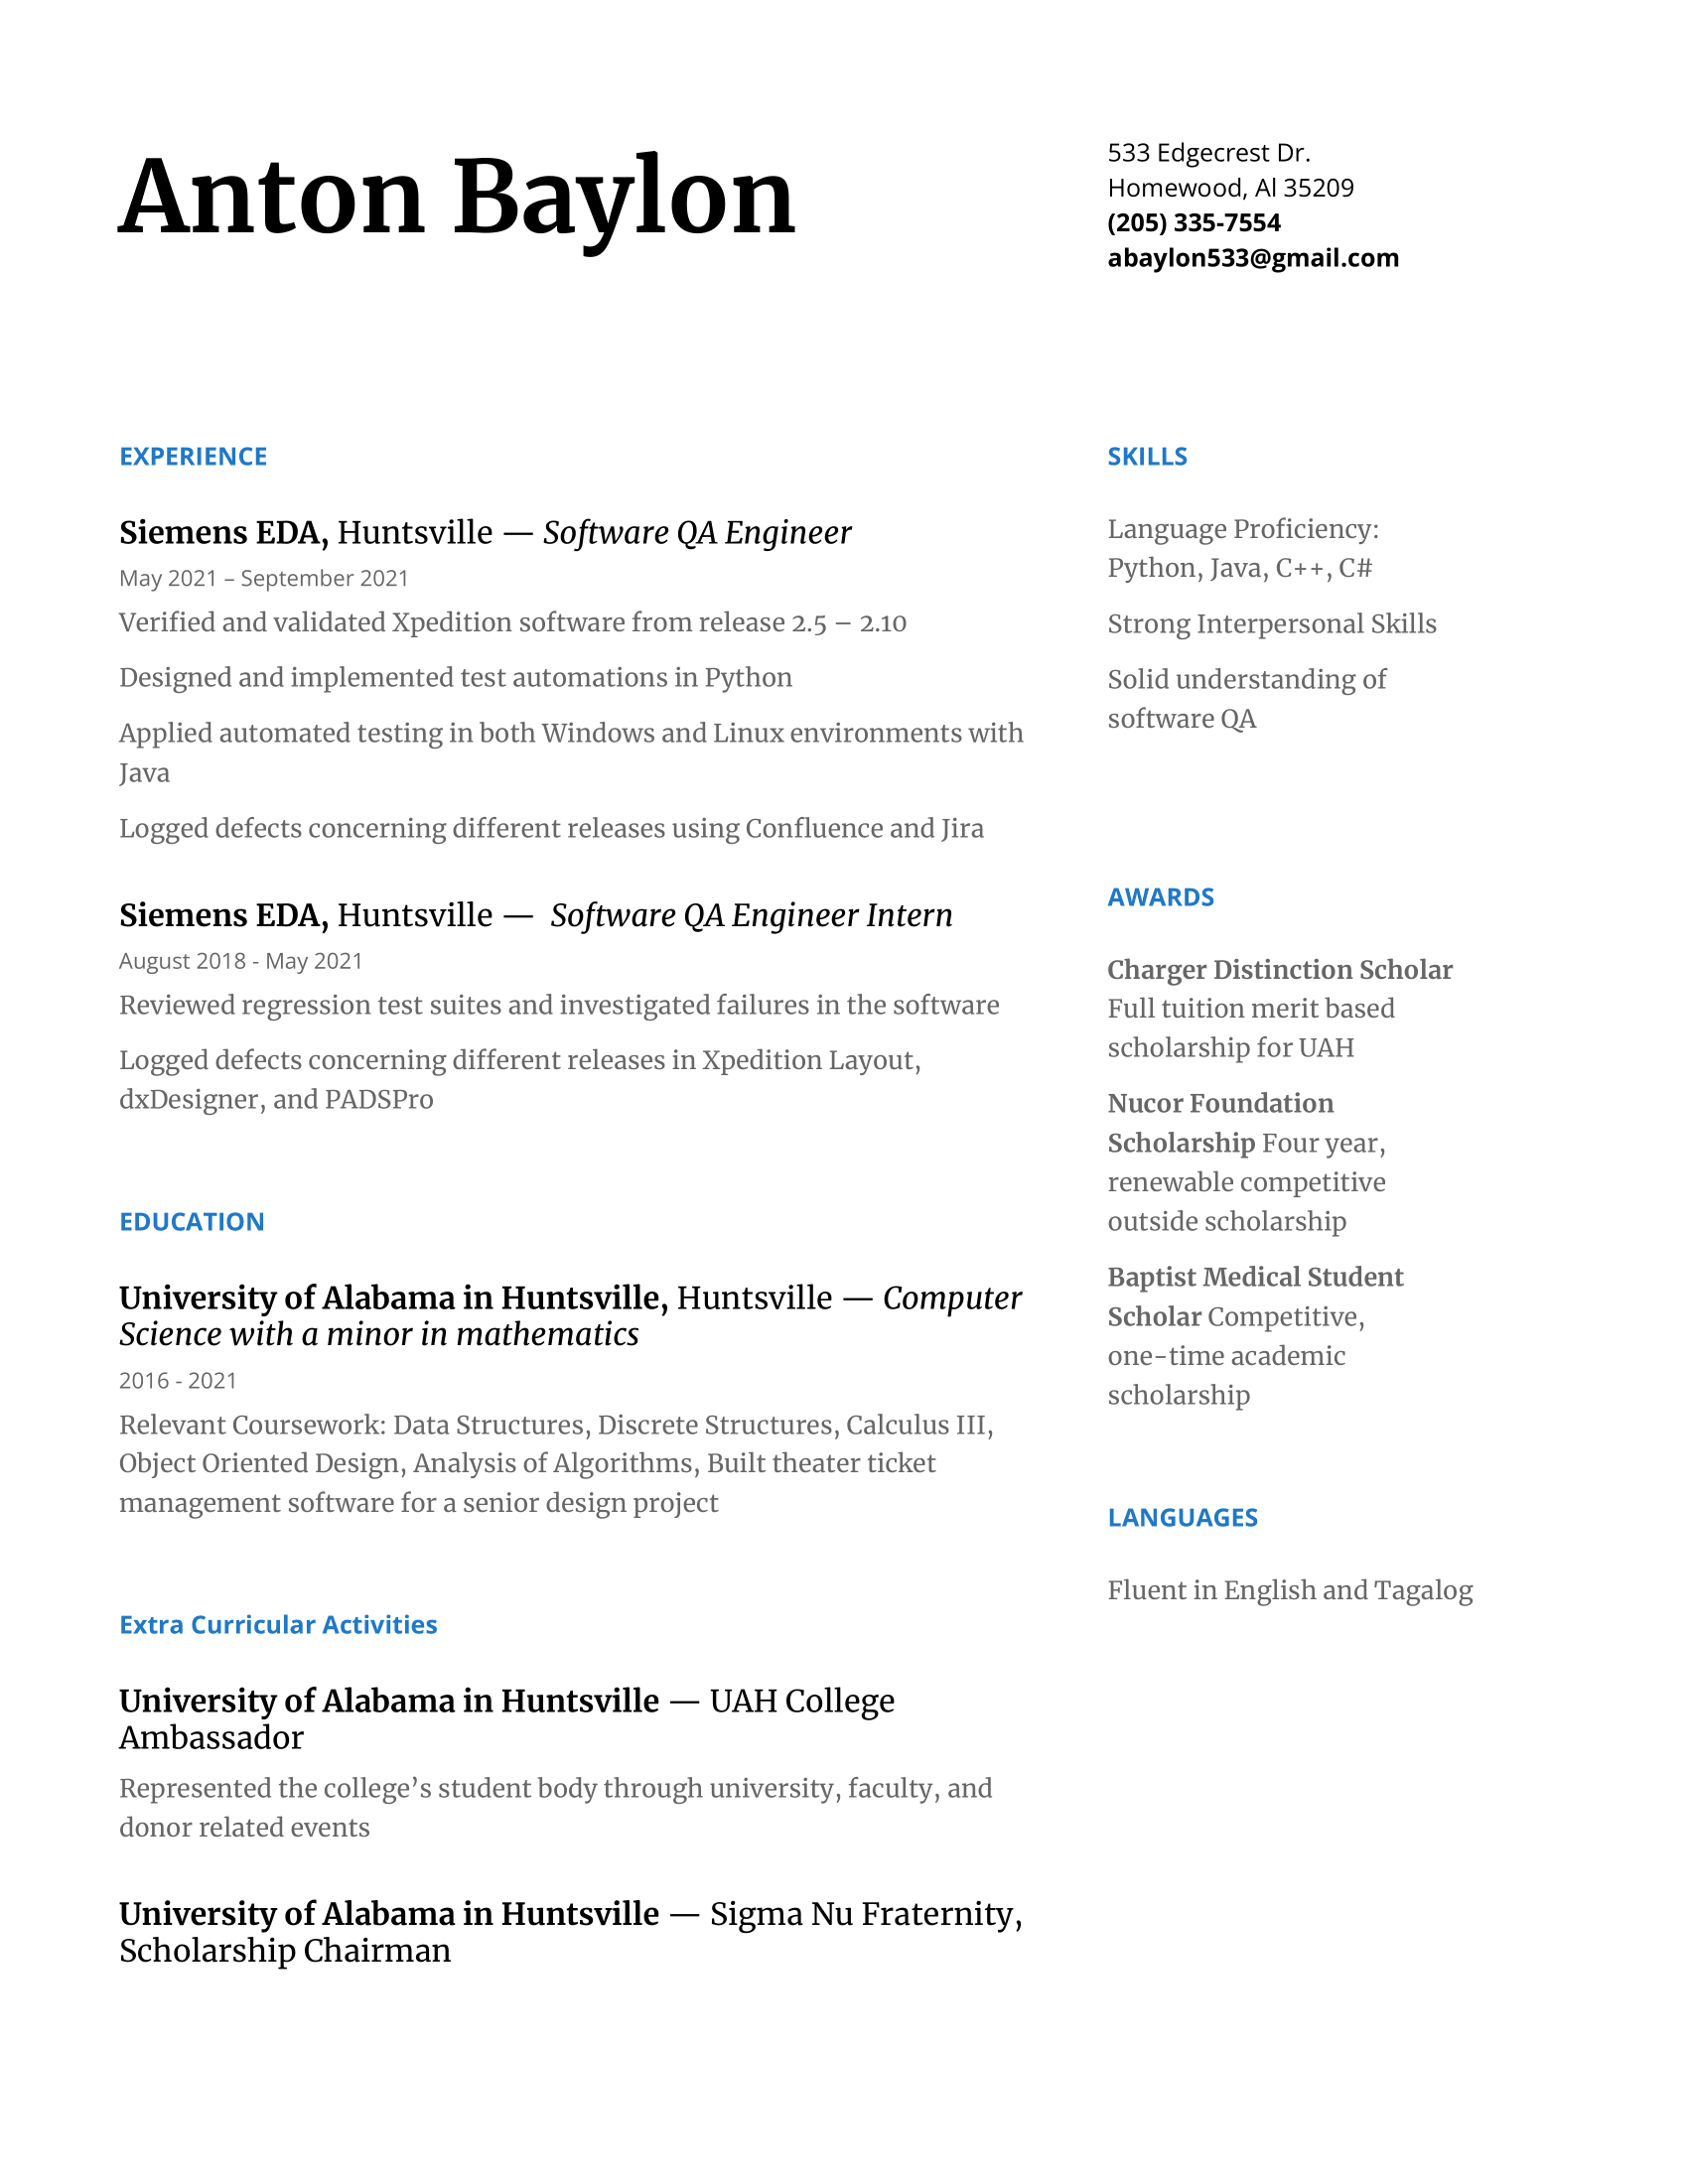 Anton Baylon
533 Edgecrest Dr.
Homewood, Al 35209
(205) 335-7554
abaylon533@gmail.com
EXPERIENCE
Siemens EDA, Huntsville — Software QA Engineer
May 2021 – September 2021
Verified and validated Xpedition software from release 2.5 – 2.10
Designed and implemented test automations in Python
Applied automated testing in both Windows and Linux environments with
Java
Logged defects concerning different releases using Confluence and Jira
Siemens EDA, Huntsville — Software QA Engineer Intern
August 2018 - May 2021
Reviewed regression test suites and investigated failures in the software
Logged defects concerning different releases in Xpedition Layout,
dxDesigner, and PADSPro
EDUCATION
University of Alabama in Huntsville, Huntsville — Computer
Science with a minor in mathematics
2016 - 2021
Relevant Coursework: Data Structures, Discrete Structures, Calculus III,
Object Oriented Design, Analysis of Algorithms, Built theater ticket
management software for a senior design project
Extra Curricular Activities
University of Alabama in Huntsville — UAH College
Ambassador
Represented the college’s student body through university, faculty, and
donor related events
University of Alabama in Huntsville — Sigma Nu Fraternity,
Scholarship Chairman
SKILLS
Language Proficiency:
Python, Java, C++, C#
Strong Interpersonal Skills
Solid understanding of
software QA
AWARDS
Charger Distinction Scholar
Full tuition merit based
scholarship for UAH
Nucor Foundation
Scholarship Four year,
renewable competitive
outside scholarship
Baptist Medical Student
Scholar Competitive,
one-time academic
scholarship
LANGUAGES
Fluent in English and Tagalog